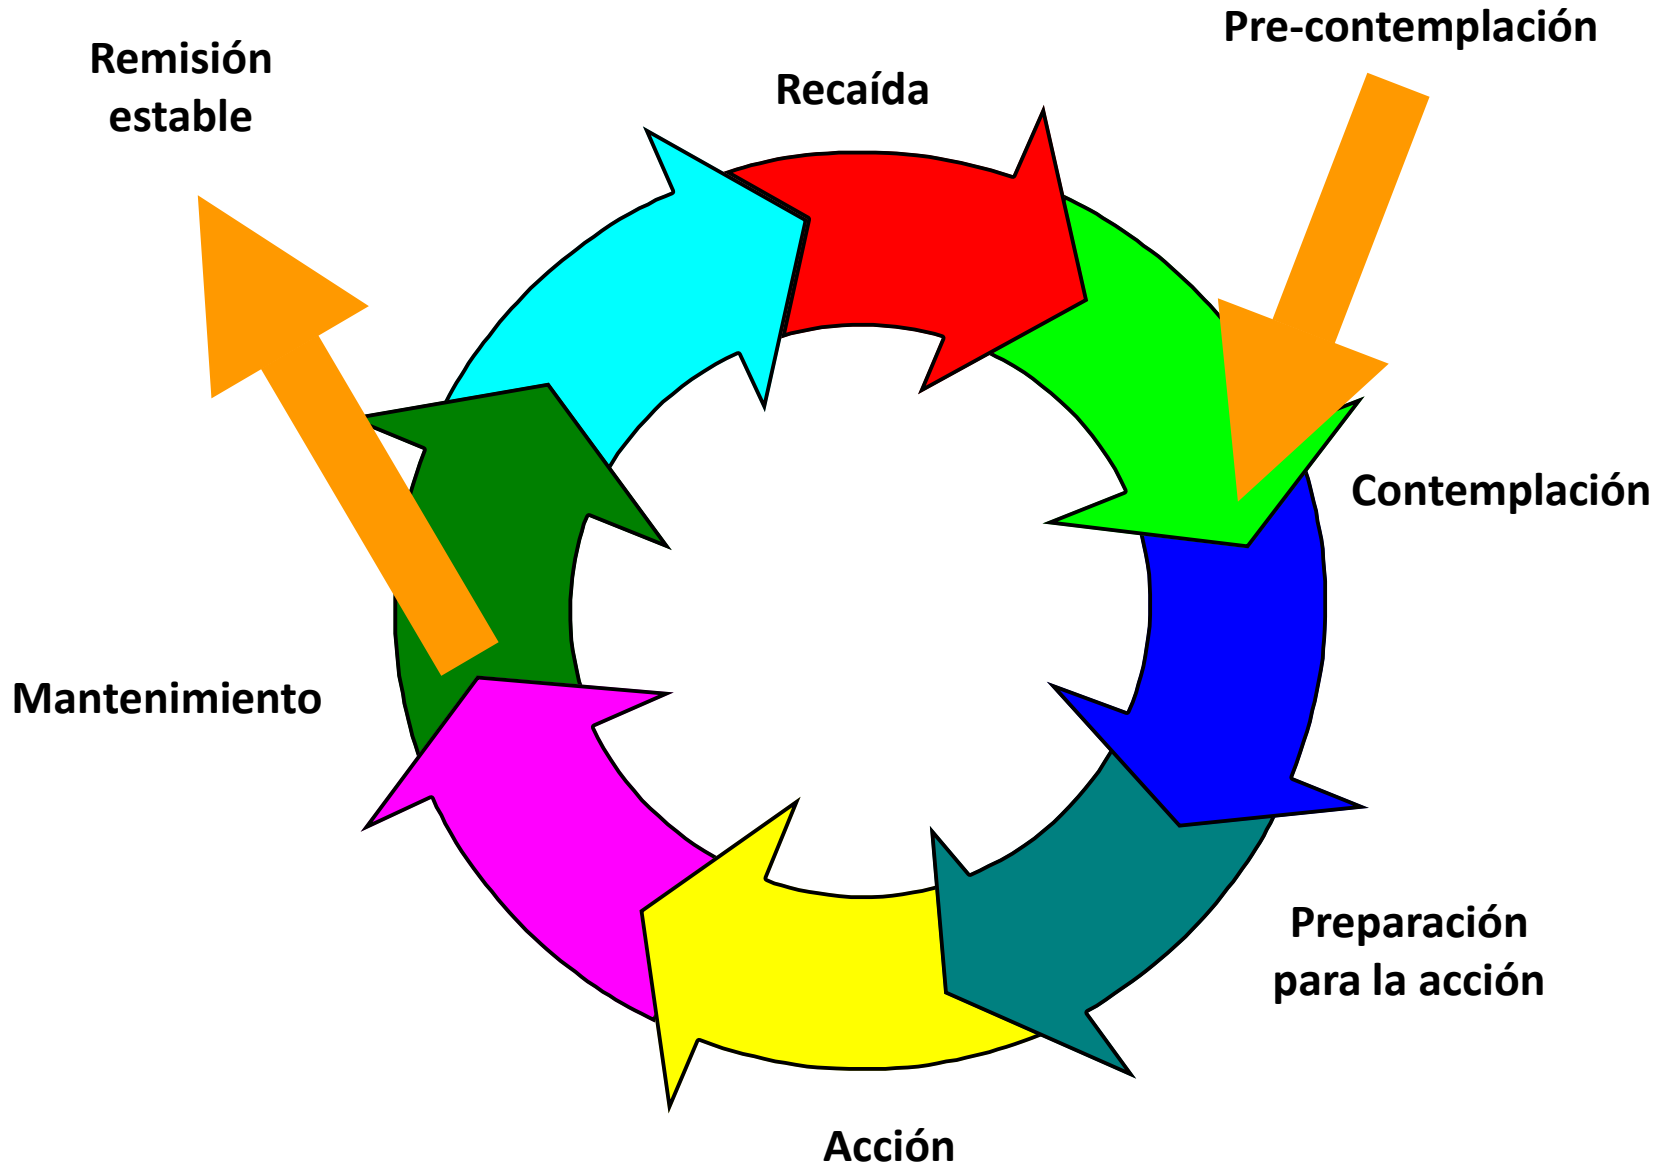 Pre-contemplación
Remisión
estable
Recaída
Contemplación
Mantenimiento
Preparación
para la acción
Acción